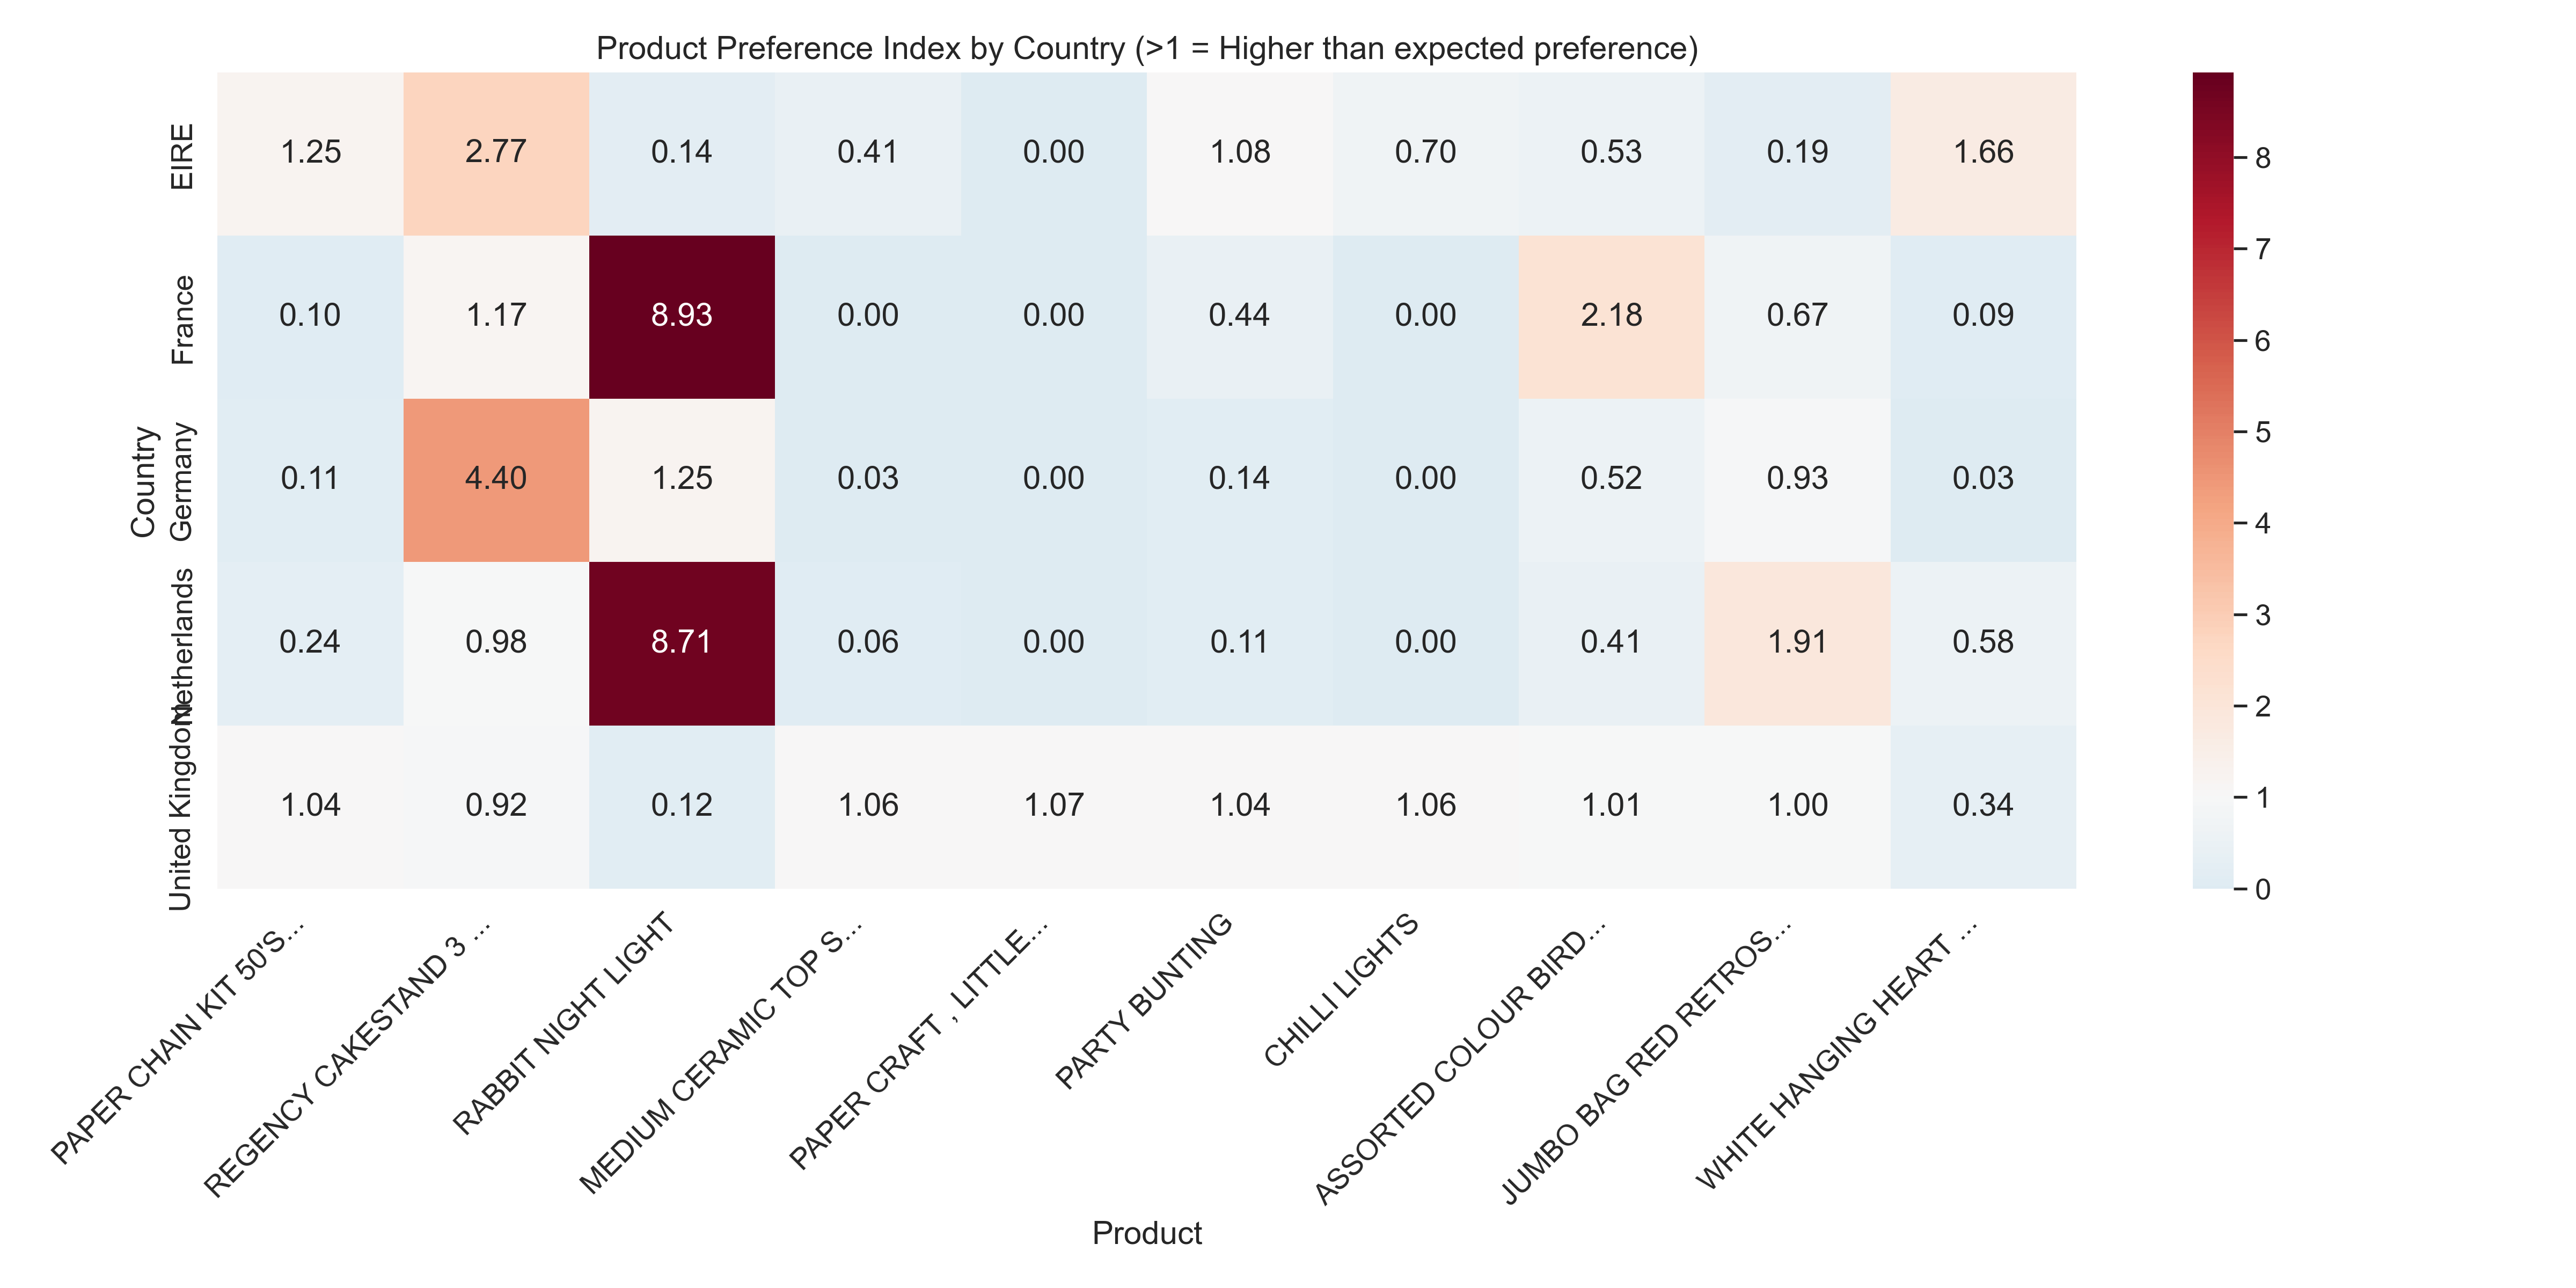 Product Preference Index by Country (>1 = Higher than expected preference)
Country
EIRE
1.25 2.77 0.14 0.41 0.00 1.08 0.70 0.53 0.19 1.66
France
0.10 1.17 8.93 0.00 0.00 0.44 0.00 2.18 0.67 0.09
Germany
0.11 4.40 1.25 0.03 0.00 0.14 0.00 0.52 0.93 0.03
Netherlands
0.24 0.98 8.71 0.06 0.00 0.11 0.00 0.41 1.91 0.58
United Kingdom
1.04 0.92 0.12 1.06 1.07 1.04 1.06 1.01 1.00 0.34
PAPER CHAIN KIT 50'S...
REGENCY CAKESTAND 3 ...
RABBIT NIGHT LIGHT
MEDIUM CERAMIC TOP S...
PAPER CRAFT , LITTLE...
PARTY BUNTING
CHILLI LIGHTS
ASSORTED COLOUR BIRD...
JUMBO BAG RED RETROS...
WHITE HANGING HEART ...
Product
8
7
6
5
4
3
2
1
0